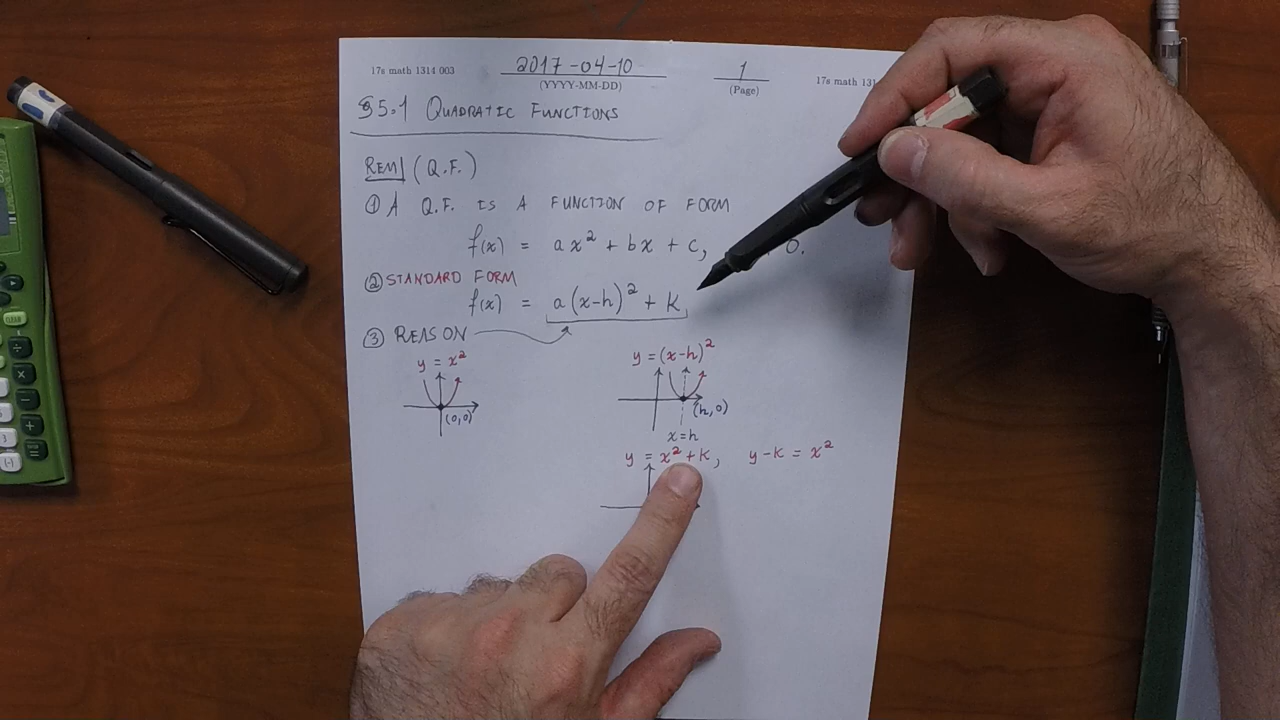 17s math 1314 003
2017-04-10
(YYYY-MM-DD)
1
(Page)
17s math 131
§5.1 QUADRATIC FUNCTIONS
REM (Q.F.)
① A Q.F. IS A FUNCTION OF FORM
f(x) = ax² + bx + c, 0.
② STANDARD FORM
f(x) = a(x-h)² + k
③ REASON
y = x²
(0,0)
y = (x-h)²
(h,0)
x=h
y = x² + k, y-k = x²